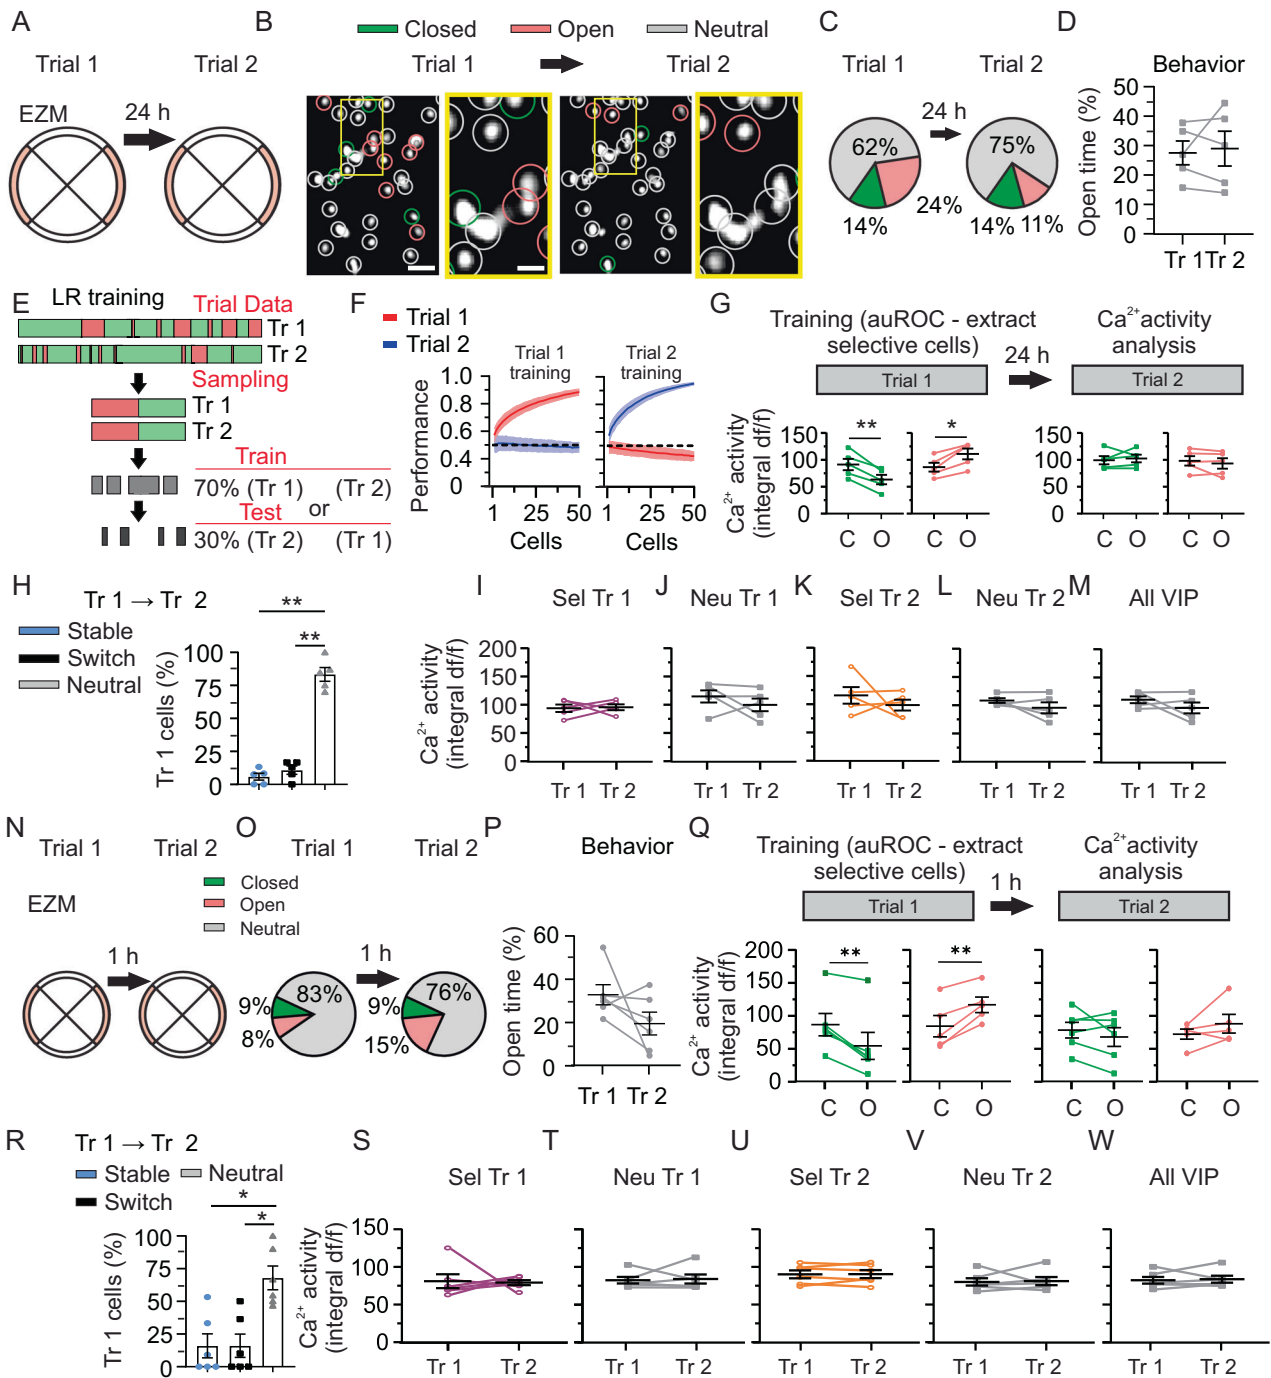 A
Trial 1
Trial 2
EZM
24 h
B
Closed
Open
Neutral
Trial 1
Trial 2
C
Trial 1
Trial 2
24 h
62%
75%
24%
14%
14%
11%
D
Behavior
Open time (%)
50
40
30
20
10
0
Tr 1 Tr 2
E
LR training
Trial Data
Tr 1
Tr 2
Sampling
Tr 1
Tr 2
Train
70% (Tr 1)
(Tr 2)
Test
or
30% (Tr 2)
(Tr 1)
F
Trial 1
Trial 2
Trial 1
training
Trial 2
training
Performance
1.0
0.8
0.6
0.4
0
1
25
50
1
25
50
Cells
Cells
G
Training (auROC - extract
selective cells)
24 h
Ca2+ activity
analysis
Trial 1
Trial 2
Ca2+ activity
(integral df/f)
150
100
50
0
**
C
O
*
C
O
150
100
50
0
C
O
C
O
H
Tr 1 → Tr 2
Stable
Switch
Neutral
Tr 1 cells (%)
100
75
50
25
0
**
**
I
Sel Tr 1
Ca2+ activity
(integral df/f)
200
150
100
50
0
Tr 1
Tr 2
J
Neu Tr 1
Tr 1
Tr 2
K
Sel Tr 2
Tr 1
Tr 2
L
Neu Tr 2
Tr 1
Tr 2
M
All VIP
Tr 1
Tr 2
N
Trial 1
Trial 2
EZM
1 h
O
Trial 1
Trial 2
Closed
Open
Neutral
1 h
83%
9%
8%
76%
9%
15%
P
Behavior
Open time (%)
60
40
20
0
Tr 1
Tr 2
Q
Training (auROC - extract
selective cells)
1 h
Ca2+ activity
analysis
Trial 1
Trial 2
Ca2+ activity
(integral df/f)
200
150
100
50
0
**
C
O
**
C
O
C
O
C
O
R
Tr 1 → Tr 2
Stable
Neutral
Switch
Tr 1 cells (%)
100
75
50
25
0
*
*
S
Sel Tr 1
Ca2+ activity
(integral df/f)
150
100
50
0
Tr 1
Tr 2
T
Neu Tr 1
Tr 1
Tr 2
U
Sel Tr 2
Tr 1
Tr 2
V
Neu Tr 2
Tr 1
Tr 2
W
All VIP
Tr 1
Tr 2